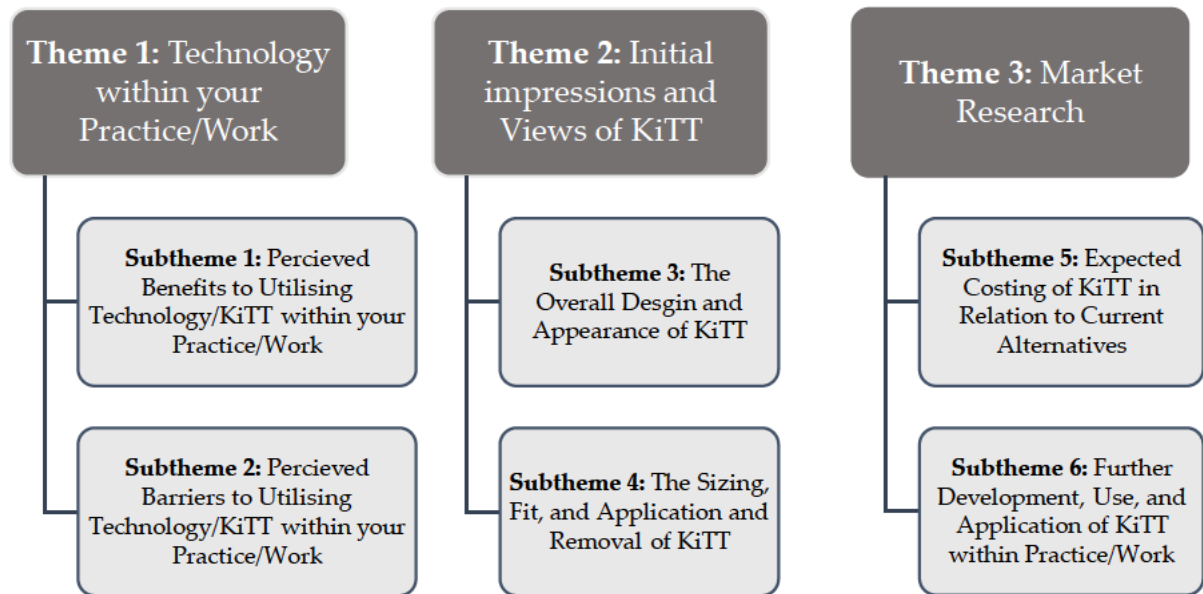 Theme 1: Technology
within your
Practice/Work
Subtheme 1: Percieved
Benefits to Utilising
Technology/KiTT within your
Practice/Work
Subtheme 2: Percieved
Barriers to Utilising
Technology/KiTT within your
Practice/Work
Theme 2: Initial
impressions and
Views of KiTT
Subtheme 3: The
Overall Desgin and
Appearance of KiTT
Subtheme 4: The Sizing,
Fit, and Application and
Removal of KiTT
Theme 3: Market
Research
Subtheme 5: Expected
Costing of KiTT in
Relation to Current
Alternatives
Subtheme 6: Further
Development, Use, and
Application of KiTT
within Practice/Work